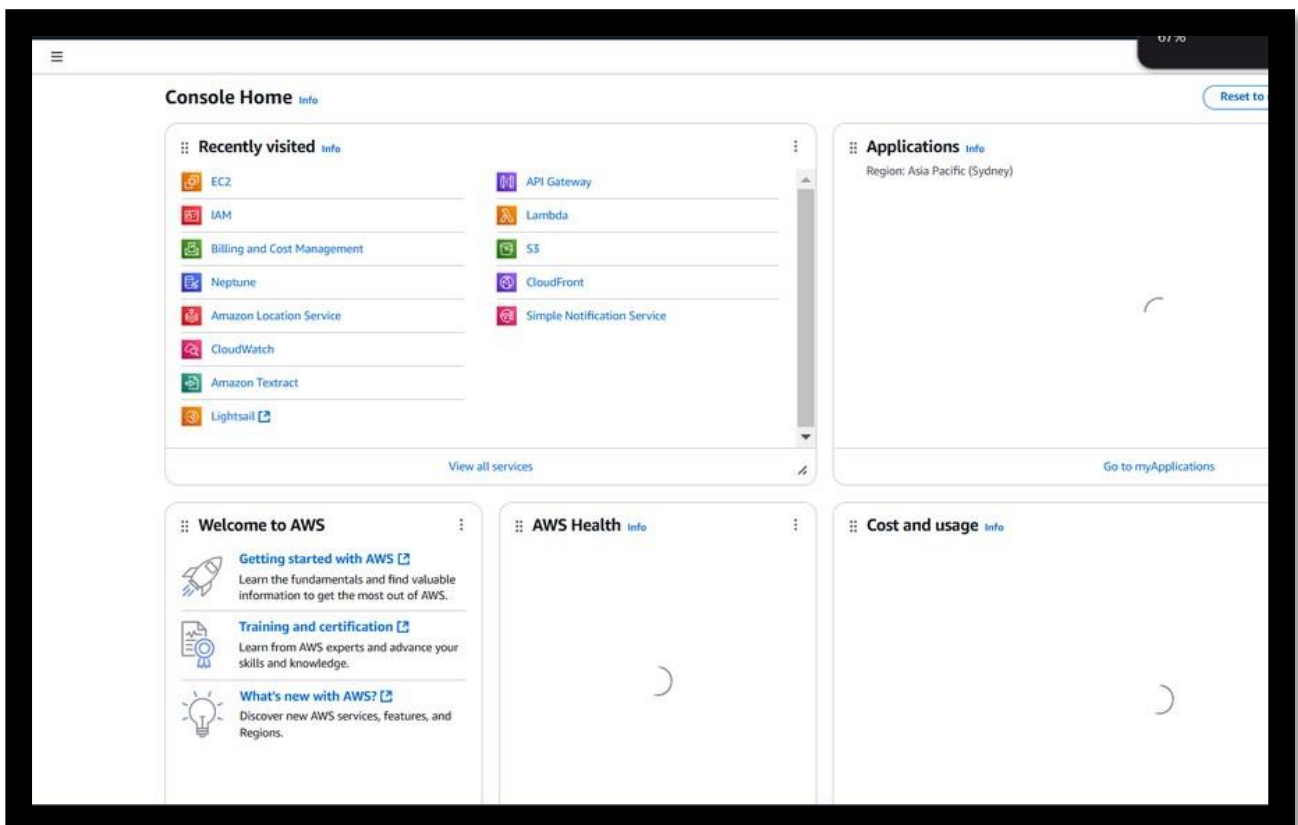 67%
Console Home Info
Reset to
Recently visited Info
EC2
IAM
Billing and Cost Management
Neptune
Amazon Location Service
CloudWatch
Amazon Textract
Lightsail
API Gateway
Lambda
S3
CloudFront
Simple Notification Service
View all services
Applications Info
Region: Asia Pacific (Sydney)
Go to myApplications
Welcome to AWS
Getting started with AWS
Learn the fundamentals and find valuable
information to get the most out of AWS.
Training and certification
Learn from AWS experts and advance your
skills and knowledge.
What's new with AWS?
Discover new AWS services, features, and
Regions.
AWS Health Info
Cost and usage Info